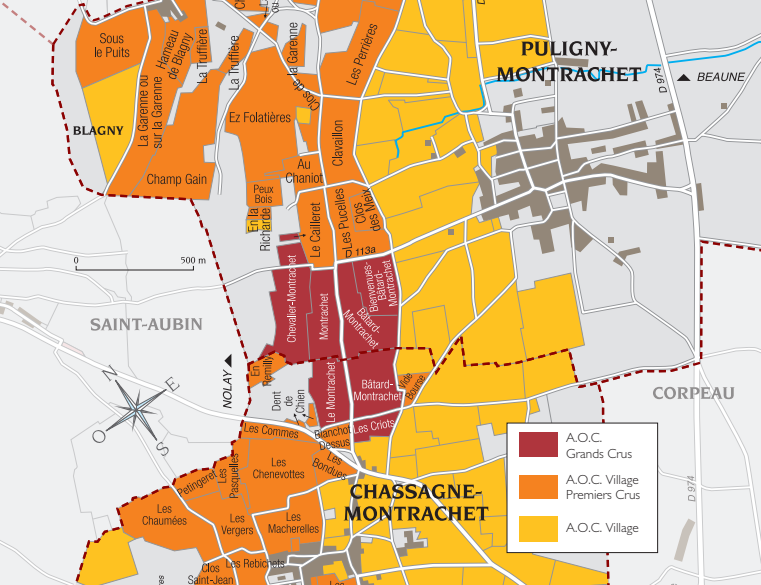 Sous
le Puits
Hameau
de Blagny
La Truffière
La Truffière
la Garenne
Clos de
Les Perrières
PULIGNY-
MONTRACHET
D 974
BEAUNE
La Garenne ou
sur la Garenne
BLAGNY
Ez Folatières
Clavaillon
Au
Chaniot
Champ Gain
Peux
Bois
En la
Richarde
Le Cailleret
Les Pucelles
Clos
des Meix
D 113a
0
500 m
Chevalier-Montrachet
Montrachet
Bienvenues-
Bâtard-
Montrachet
Bâtard-
Montrachet
SAINT-AUBIN
NOLAY
En
Remilly
Dent
de
Chien
Le Montrachet
Bâtard-
Montrachet
Vide
Bourse
CORPEAU
N
E
O
S
Les Commes
Blanchot
Dessus
Les Criots
Les
Bondues
Les
Chenevottes
Les
Pasquelles
Petingeret
Les
Chaumées
Les
Vergers
Les
Macherelles
CHASSAGNE-
MONTRACHET
Clos
Saint-Jean
Les Rebichets
Les
D 974
A.O.C.
Grands Crus
A.O.C. Village
Premiers Crus
A.O.C. Village